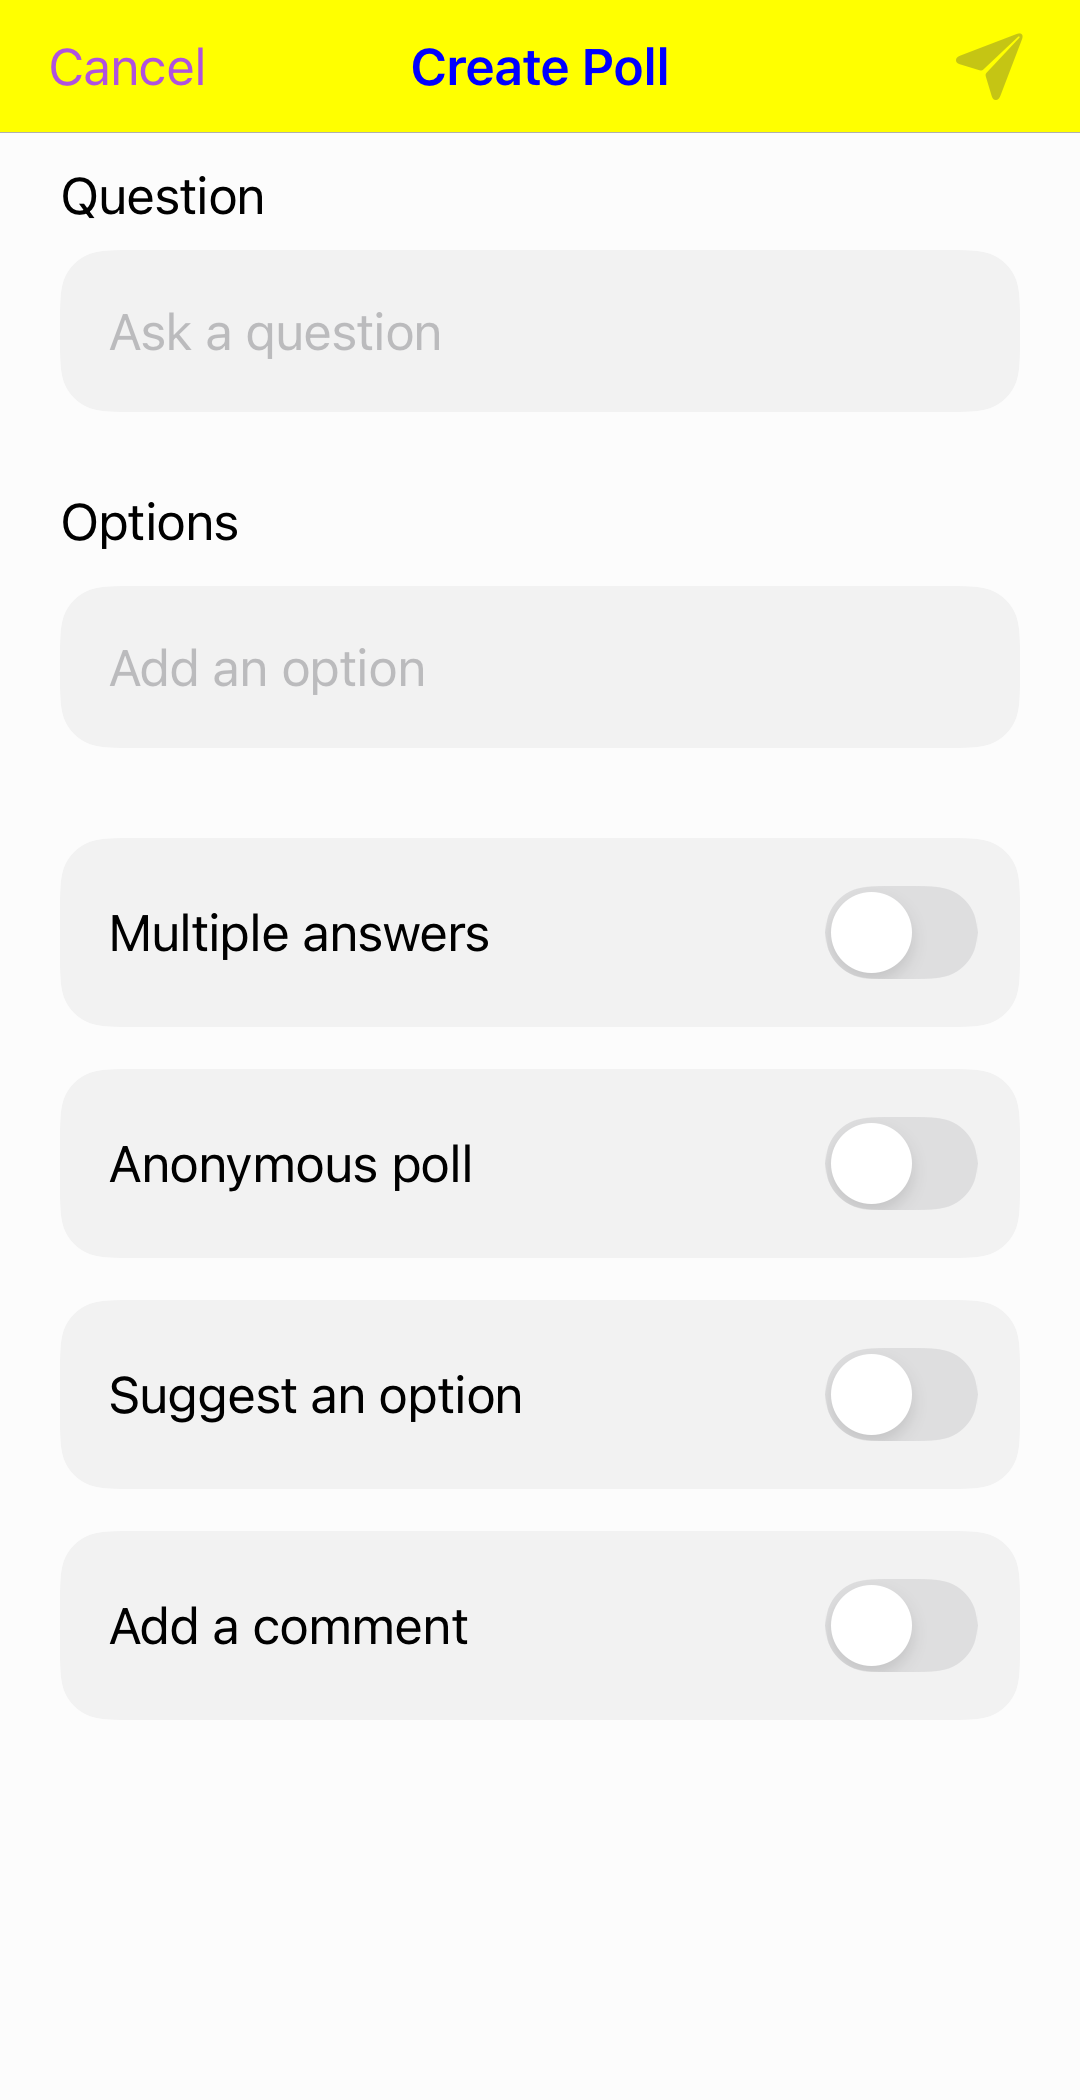 Cancel
Create Poll
Question
Ask a question
Options
Add an option
Multiple answers
Anonymous poll
Suggest an option
Add a comment